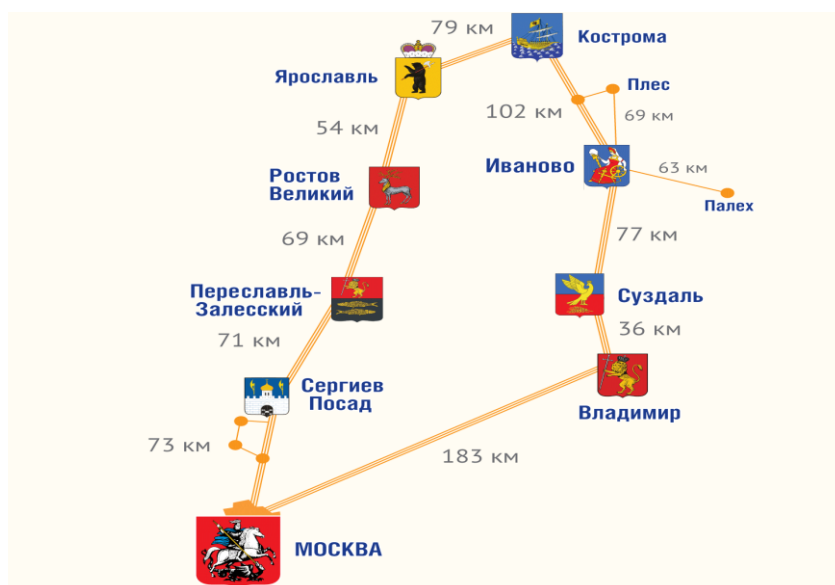 79 км
Кострома
Ярославль
Плес
102 км
69 км
54 км
Иваново
63 км
Ростов
Великий
Палех
69 км
77 км
Переславль-
Залесский
Суздаль
71 км
36 км
Сергиев
Посад
Владимир
73 км
183 км
МОСКВА